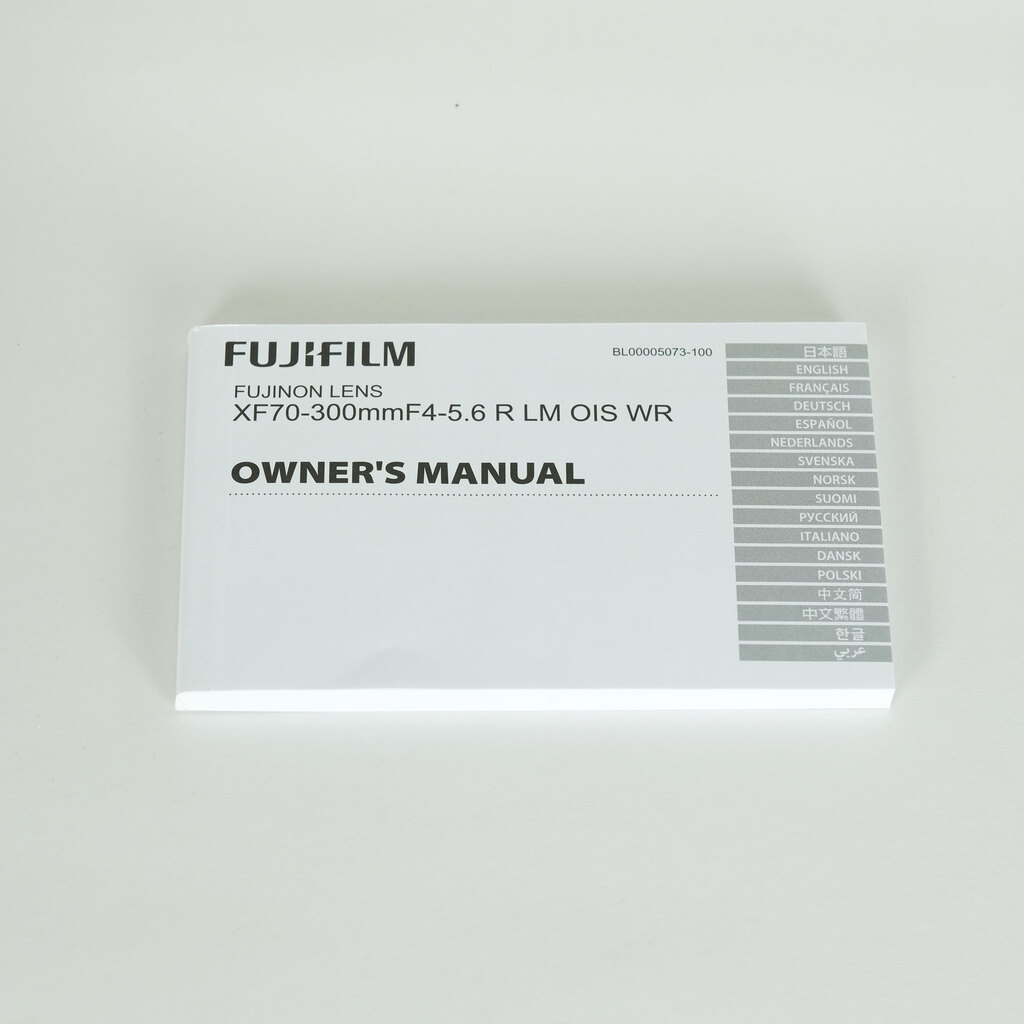 FUJIFILM
BL00005073-100
FUJINON LENS
XF70-300mmF4-5.6 R LM OIS WR
OWNER'S MANUAL
日本語
ENGLISH
FRANÇAIS
DEUTSCH
ESPAÑOL
NEDERLANDS
SVENSKA
NORSK
SUOMI
РУССКИЙ
ITALIANO
DANSK
POLSKI
中文简
中文繁體
한글
عربي